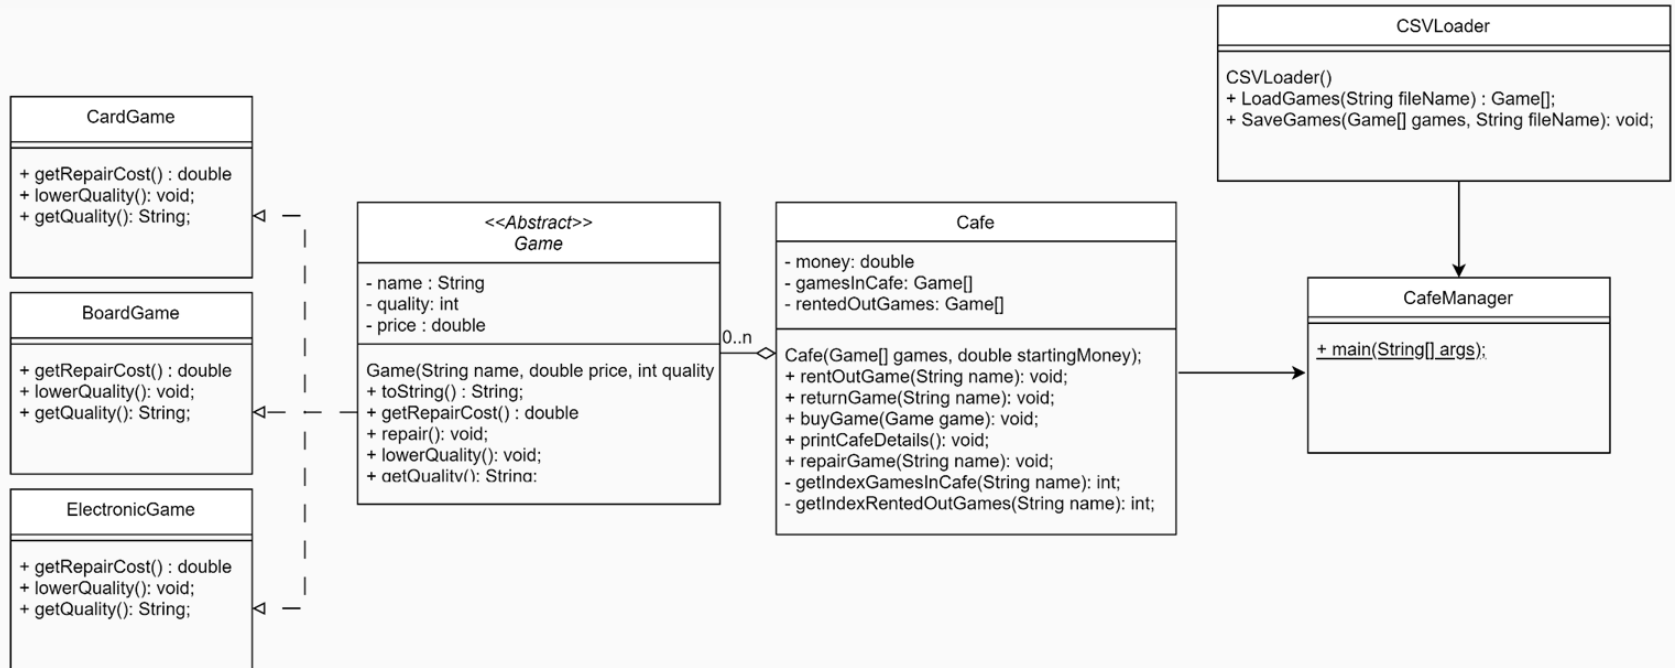 CSVLoader
CSVLoader()
+ LoadGames(String fileName) : Game[];
+ SaveGames(Game[] games, String fileName): void;
CardGame
+ getRepairCost() : double
+ lowerQuality(): void;
+ getQuality(): String;
BoardGame
+ getRepairCost() : double
+ lowerQuality(): void;
+ getQuality(): String;
ElectronicGame
+ getRepairCost() : double
+ lowerQuality(): void;
+ getQuality(): String;
<<Abstract>>
Game
- name : String
- quality: int
- price : double
Game(String name, double price, int quality
+ toString() : String;
+ getRepairCost() : double
+ repair(): void;
+ lowerQuality(): void;
+ getQuality(): String;
0..n
Cafe
- money: double
- gamesInCafe: Game[]
- rentedOutGames: Game[]
Cafe(Game[] games, double startingMoney);
+ rentOutGame(String name): void;
+ returnGame(String name): void;
+ buyGame(Game game): void;
+ printCafeDetails(): void;
+ repairGame(String name): void;
- getIndexGamesInCafe(String name): int;
- getIndexRentedOutGames(String name): int;
CafeManager
+ main(String[] args);